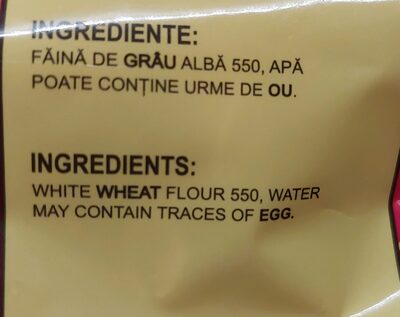 INGREDIENTE:
FĂINĂ DE GRÂU ALBĂ 550, APĂ
POATE CONȚINE URME DE OU.
INGREDIENTS:
WHITE WHEAT FLOUR 550, WATER
MAY CONTAIN TRACES OF EGG.